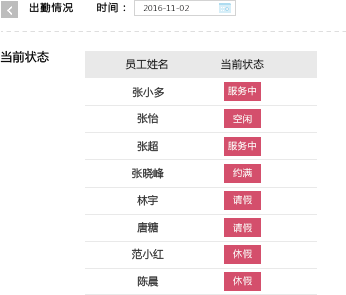 出勤情况 时间： 2016-11-02
当前状态
员工姓名 当前状态
张小多 服务中
张怡 空闲
张超 服务中
张晓峰 约满
林宇 请假
唐糖 请假
范小红 休假
陈晨 休假